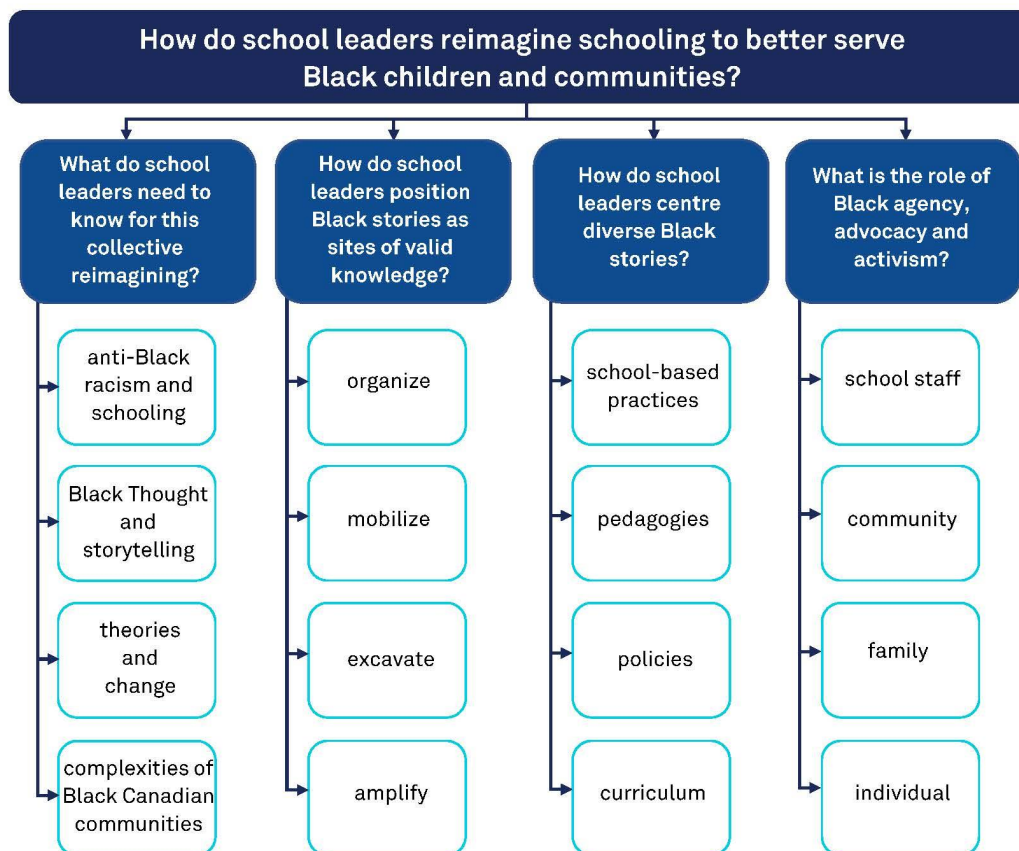 How do school leaders reimagine schooling to better serve
Black children and communities?
What do school
leaders need to
know for this
collective
reimagining?
anti-Black
racism and
schooling
Black Thought
and
storytelling
theories
and
change
complexities of
Black Canadian
communities
How do school
leaders position
Black stories as
sites of valid
knowledge?
organize
mobilize
excavate
amplify
How do school
leaders centre
diverse Black
stories?
school-based
practices
pedagogies
policies
curriculum
What is the role of
Black agency,
advocacy and
activism?
school staff
community
family
individual